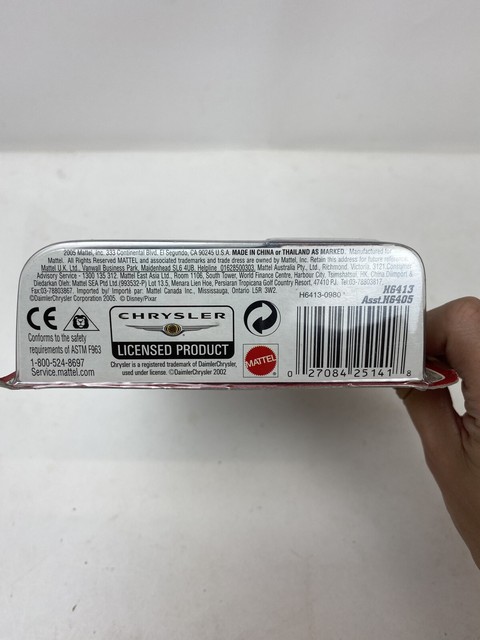 2005 Mattel, Inc. 333 Continental Blvd, El Segundo, CA 90245 U.S.A. MADE IN CHINA or THAILAND AS MARKED. Manufactured for
Mattel. All Rights Reserved MATTEL and associated trademarks and trade dress are owned by Mattel, Inc. Retain this address for future reference.
Mattel U.K. Ltd., Vanwall Business Park, Maidenhead SL6 4UB. Helpline 01628500303. Mattel Australia Pty., Ltd., Richmond, Victoria. 3121.Consumer
Advisory Service - 1300 135 312. Mattel East Asia Ltd., Room 1106, South Tower, World Finance Centre, Harbour City, Tsimshatsui, HK, China.Diimport &
Diedarkan Oleh: Mattel SEA Ptd Ltd.(993532-P) Lot 13.5, Menara Lien Hoe, Persiaran Tropicana Golf Country Resort, 47410 PJ. Tel:03-78803817,
Fax:03-78803867. Imported by/ Importé par: Mattel Canada Inc., Mississauga, Ontario L5R 3W2.
©DaimlerChrysler Corporation 2005. © Disney/Pixar
H6413-0980
H6413
Asst.H6405
CE
Conforms to the safety
requirements of ASTM F963
1-800-524-8697
Service.mattel.com
CHRYSLER
LICENSED PRODUCT
Chrysler is a registered trademark of DaimlerChrysler,
used under license. ©DaimlerChrysler 2002
MATTEL
0 27084 25141 8